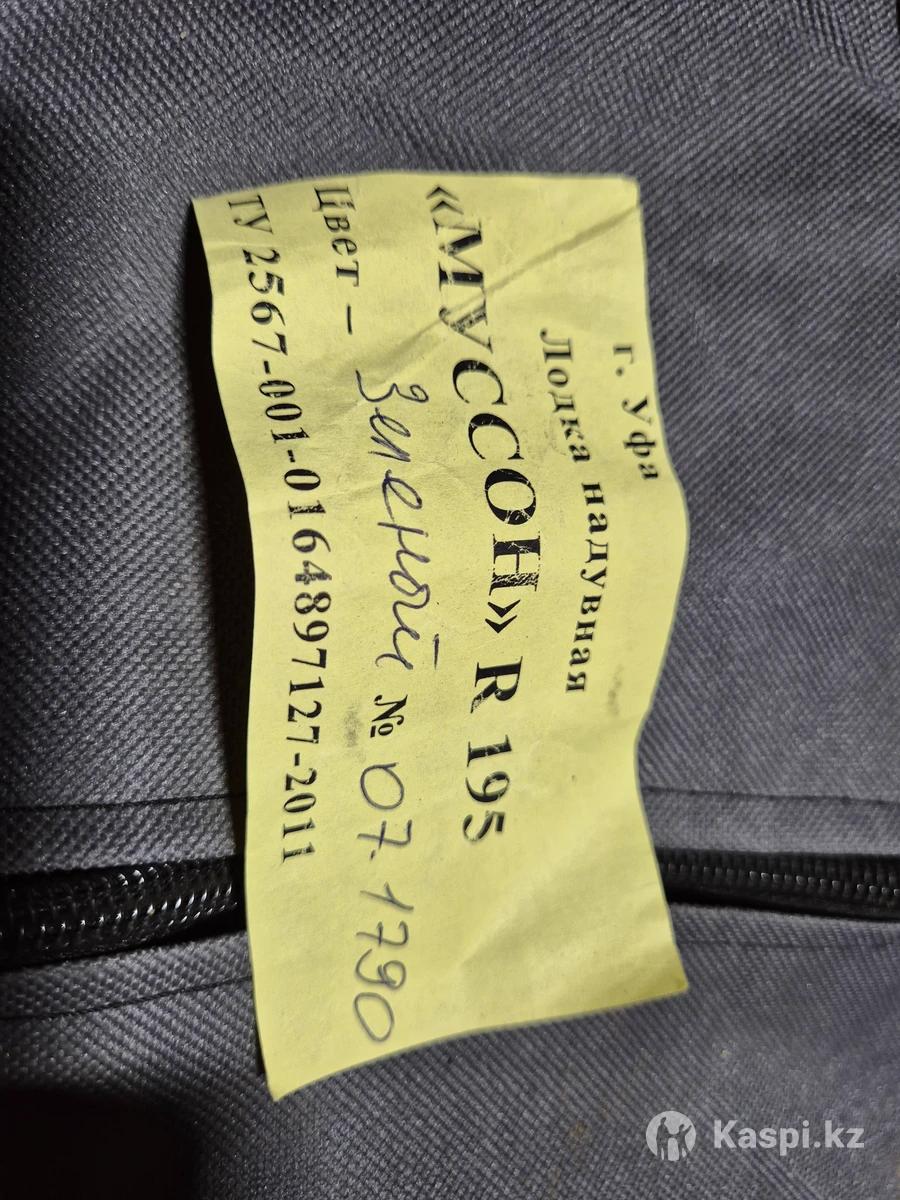 г. Уфа
Лодка надувная
«МУССОН» R 195
Цвет – Зеленый № 07 1790
ТУ 2567-001-0164897127-2011
Kaspi.kz